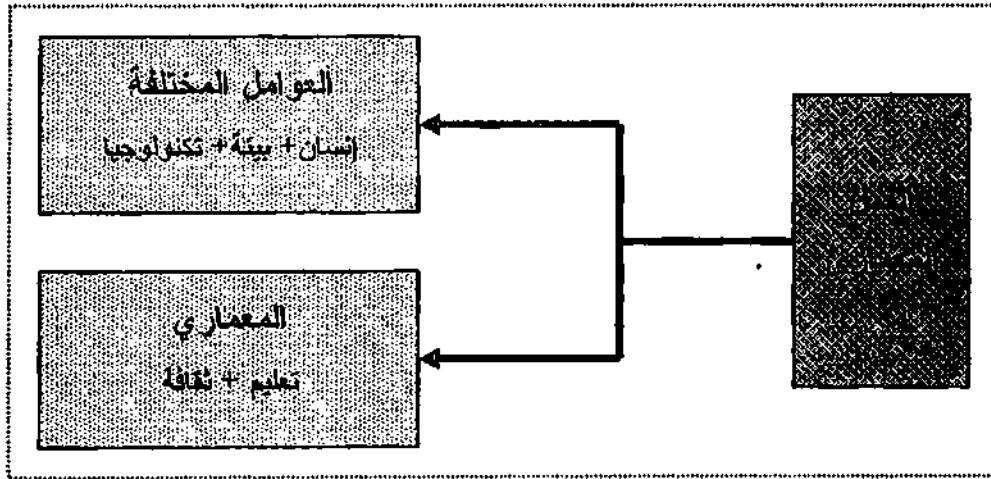 العوامل المختلفة
إنسان + بيئة + تكنولوجيا
المعماري
تعليم + ثقافة